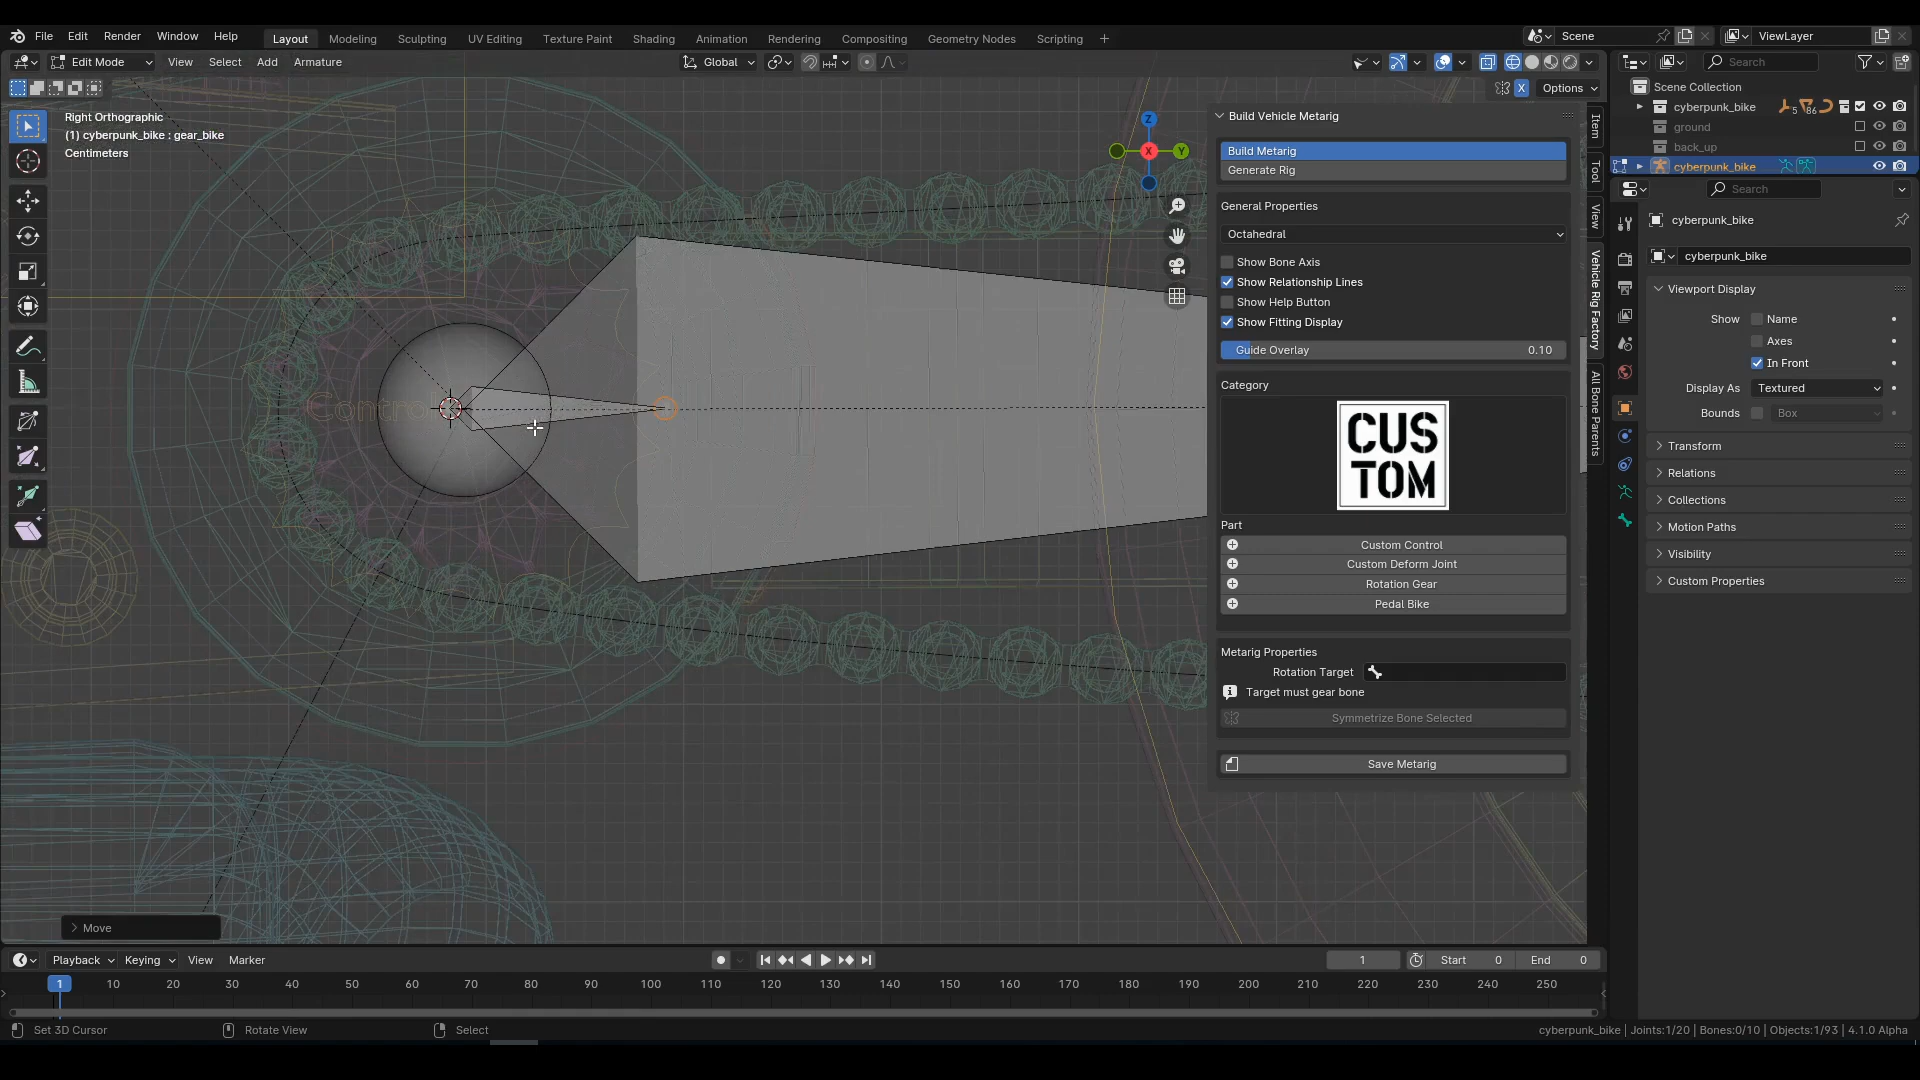 File Edit Render Window Help Layout Modeling Sculpting UV Editing Texture Paint Shading Animation Rendering Compositing Geometry Nodes Scripting + Scene ViewLayer
Edit Mode View Select Add Armature Global Search
X Options
Scene Collection
cyberpunk_bike 5 86
ground
back_up
cyberpunk_bike
Right Orthographic
(1) cyberpunk_bike : gear_bike
Centimeters
Z
X
Y
Control
Build Vehicle Metarig
Build Metarig
Generate Rig
General Properties
Octahedral
Show Bone Axis
Show Relationship Lines
Show Help Button
Show Fitting Display
Guide Overlay 0.10
Category
CUS
TOM
Part
Custom Control
Custom Deform Joint
Rotation Gear
Pedal Bike
Metarig Properties
Rotation Target
Target must gear bone
Symmetrize Bone Selected
Save Metarig
Item
Tool
View
Vehicle Rig Factory
All Bone Parents
Search
cyberpunk_bike
cyberpunk_bike
Viewport Display
Show Name
Axes
In Front
Display As Textured
Bounds Box
Transform
Relations
Collections
Motion Paths
Visibility
Custom Properties
Move
Playback Keying View Marker 1 Start 0 End 0
1 10 20 30 40 50 60 70 80 90 100 110 120 130 140 150 160 170 180 190 200 210 220 230 240 250
Set 3D Cursor Rotate View Select cyberpunk_bike | Joints:1/20 | Bones:0/10 | Objects:1/93 | 4.1.0 Alpha